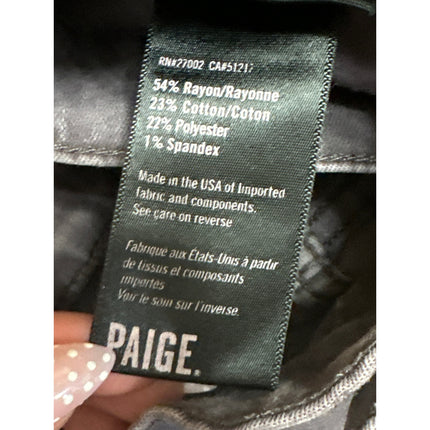 RN#27002 CA#51217
54% Rayon/Rayonne
23% Cotton/Coton
22% Polyester
1% Spandex
Made in the USA of Imported
fabric and components.
See care on reverse
Fabriqué aux États-Unis à partir
de tissus et composants
importés
Voir le soin sur l'inverse.
PAIGE.